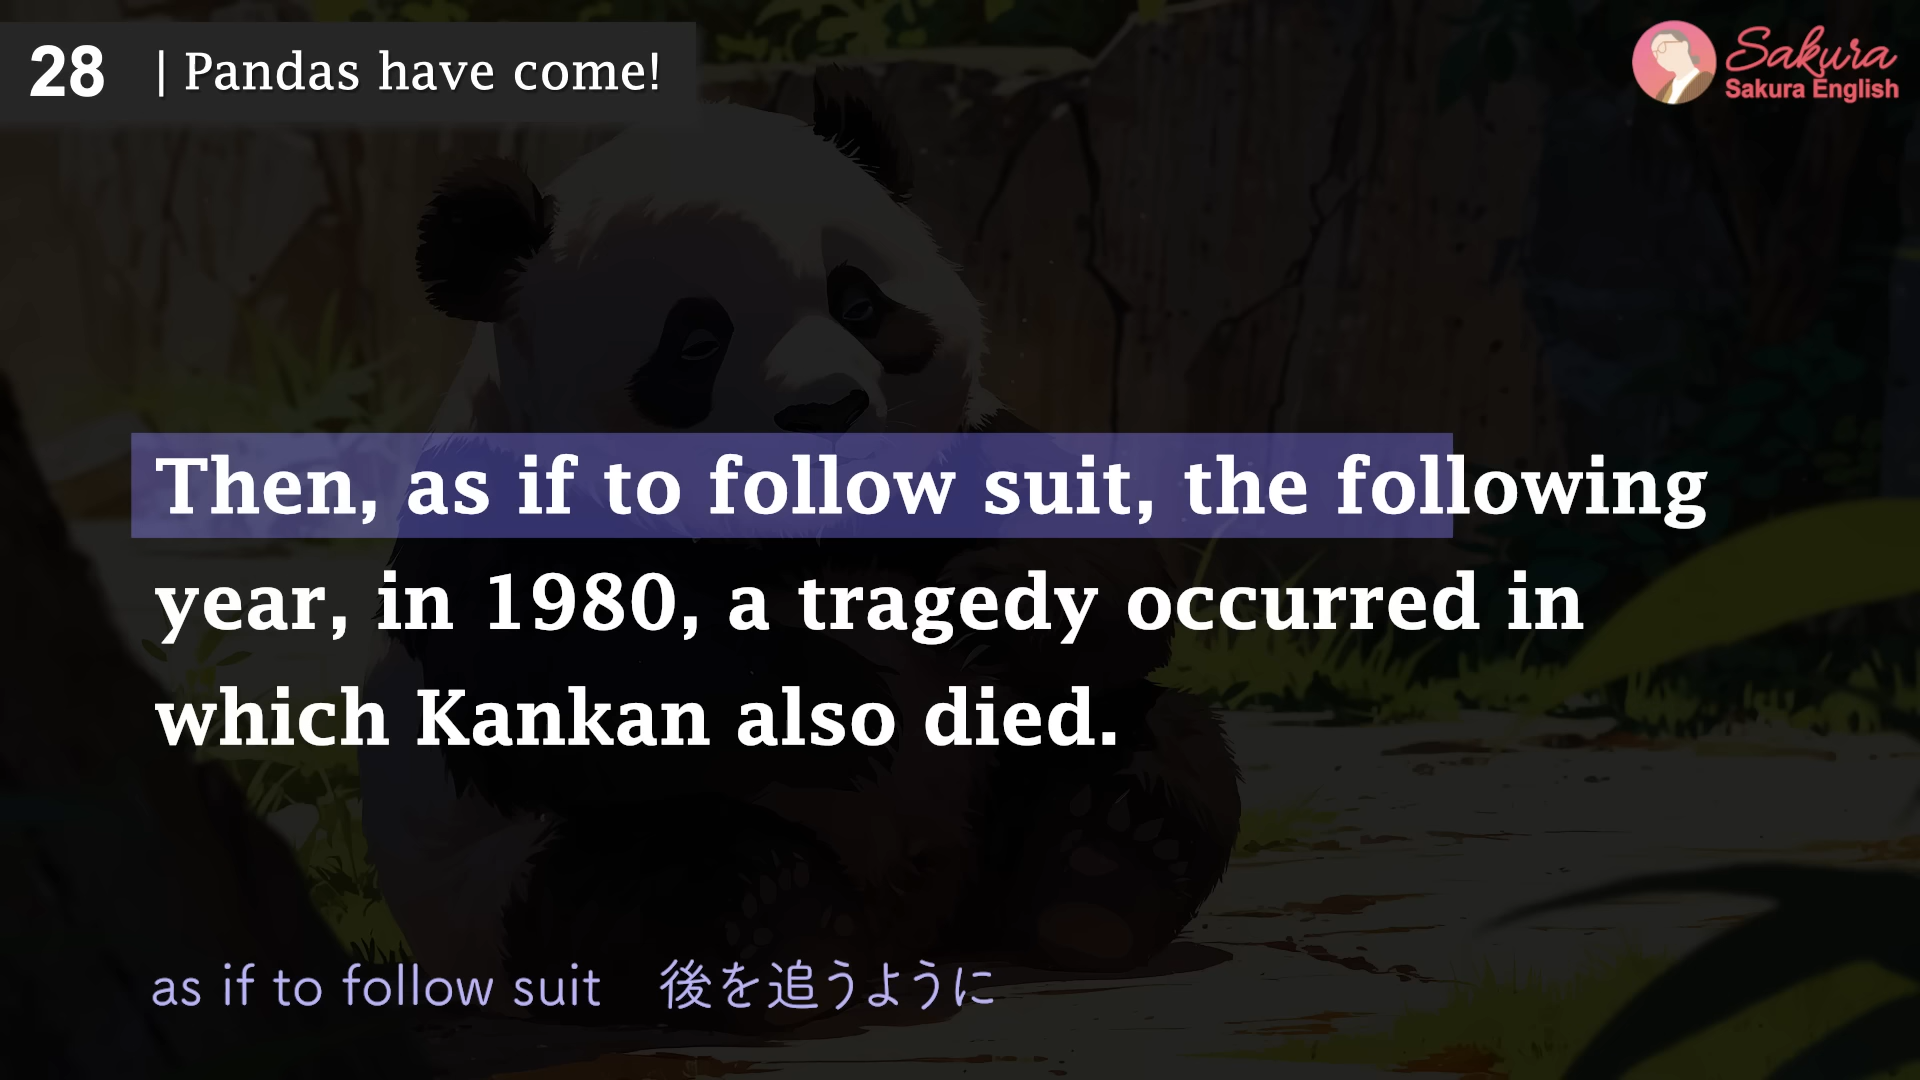 28 | Pandas have come!
Sakura
Sakura English
Then, as if to follow suit, the following
year, in 1980, a tragedy occurred in
which Kankan also died.
as if to follow suit 後を追うように